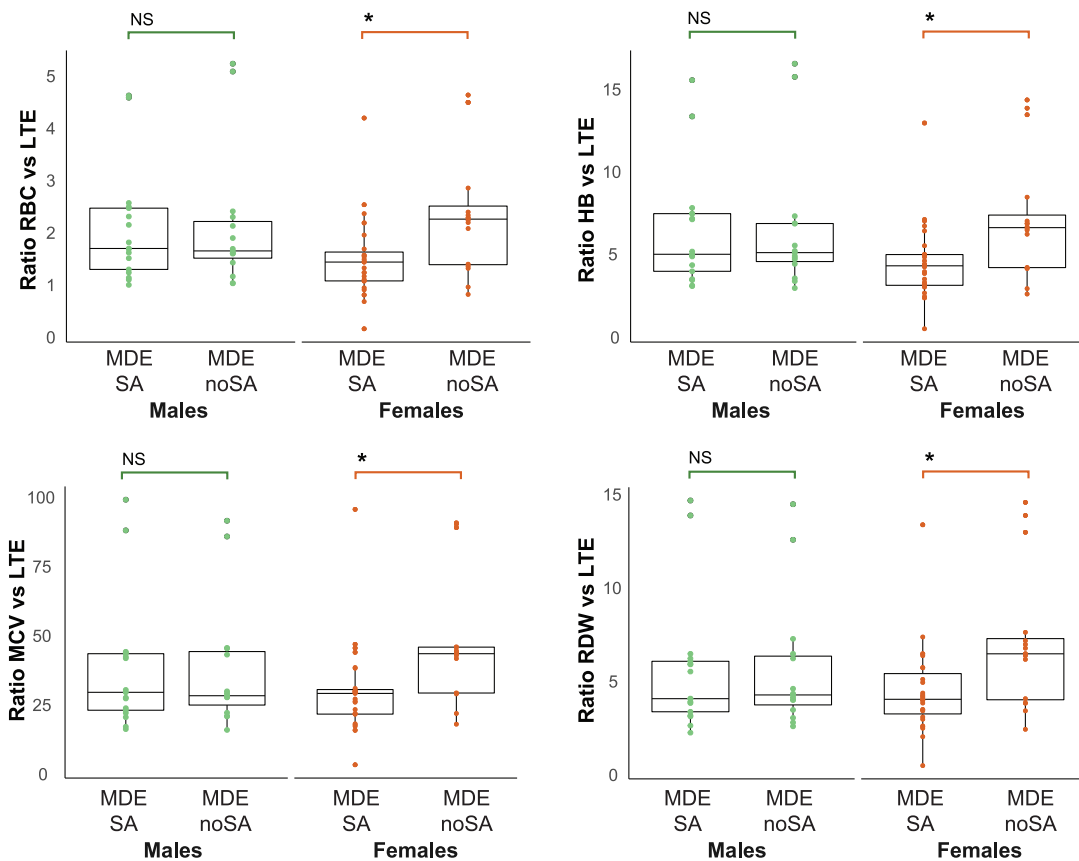 NS
*
Ratio RBC vs LTE
5
4
3
2
1
0
MDE SA
MDE noSA
MDE SA
MDE noSA
Males
Females
NS
*
Ratio HB vs LTE
15
10
5
0
MDE SA
MDE noSA
MDE SA
MDE noSA
Males
Females
NS
*
Ratio MCV vs LTE
100
75
50
25
0
MDE SA
MDE noSA
MDE SA
MDE noSA
Males
Females
NS
*
Ratio RDW vs LTE
15
10
5
0
MDE SA
MDE noSA
MDE SA
MDE noSA
Males
Females